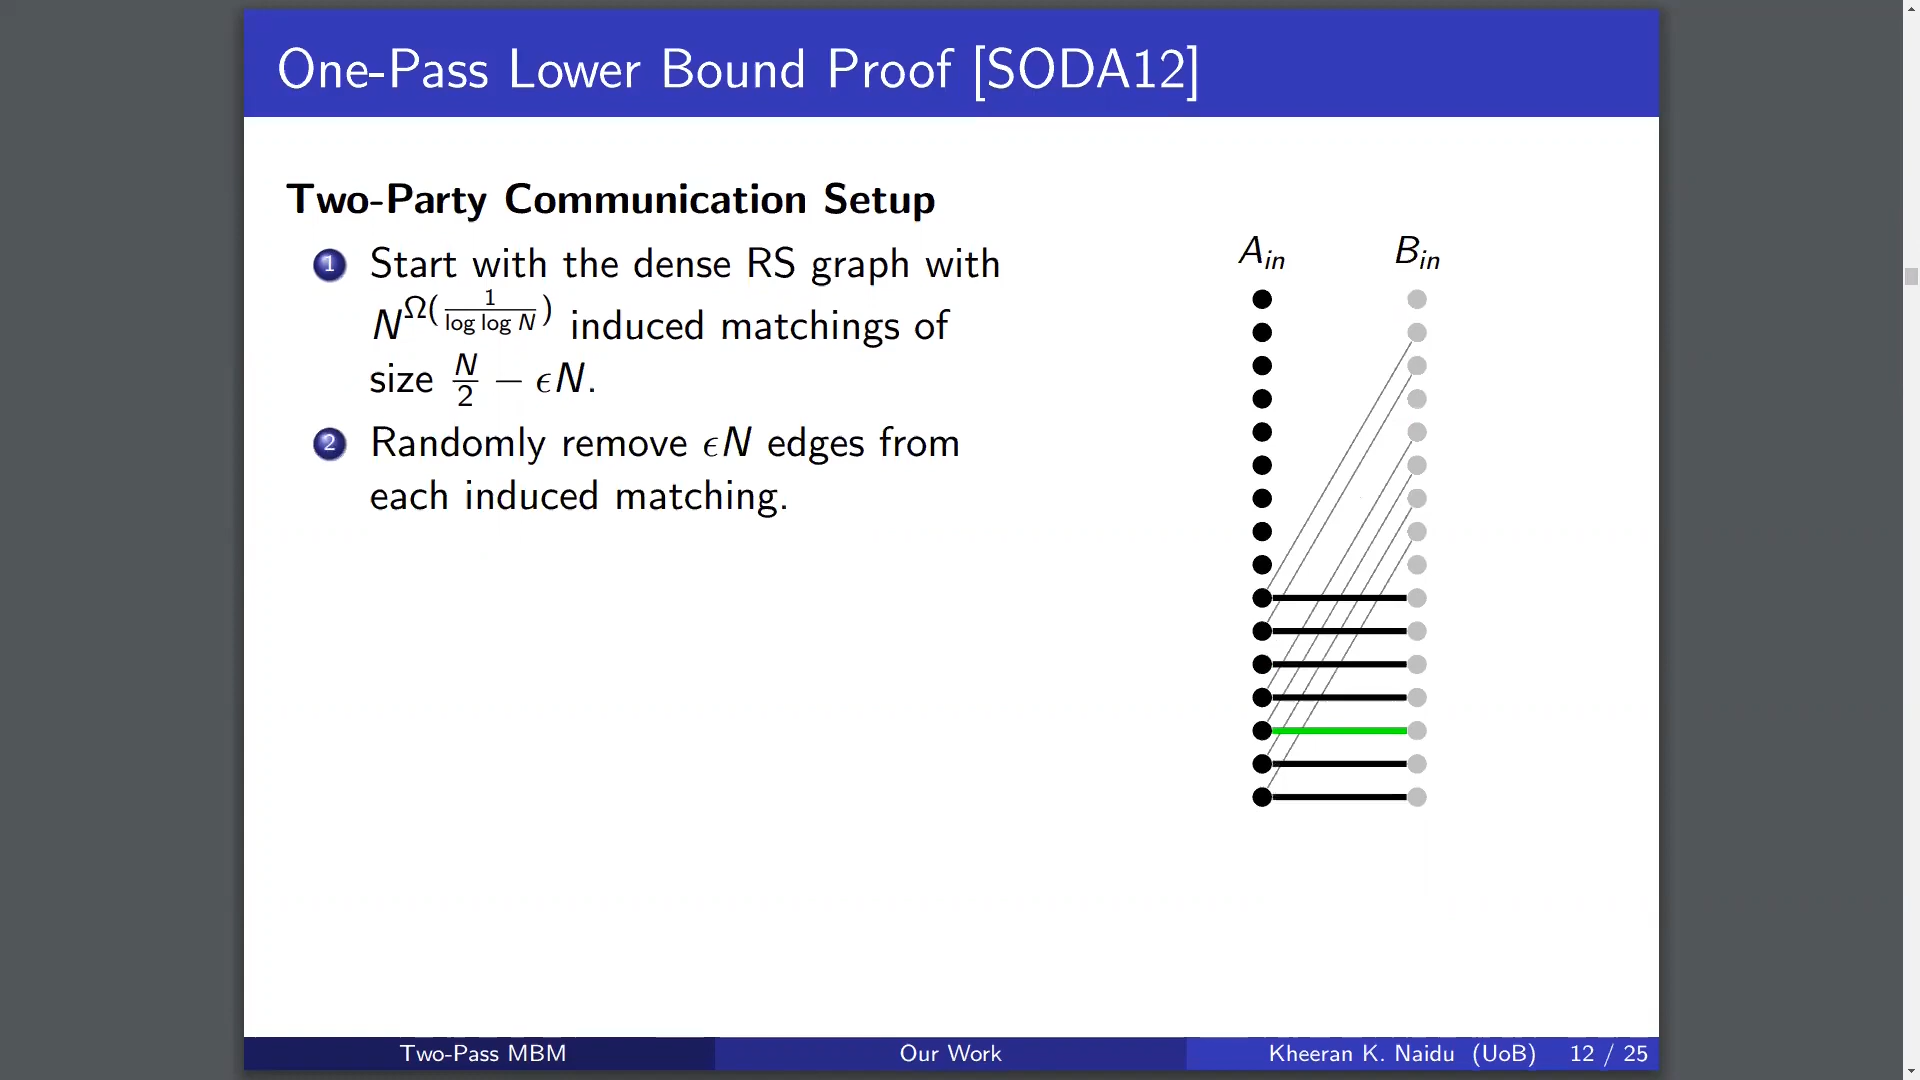 One-Pass Lower Bound Proof [SODA12]
Two-Party Communication Setup
1 Start with the dense RS graph with
N^Ω(1/log log N) induced matchings of
size N/2 − ϵN.
2 Randomly remove ϵN edges from
each induced matching.
A_in B_in
Two-Pass MBM Our Work Kheeran K. Naidu (UoB) 12 / 25